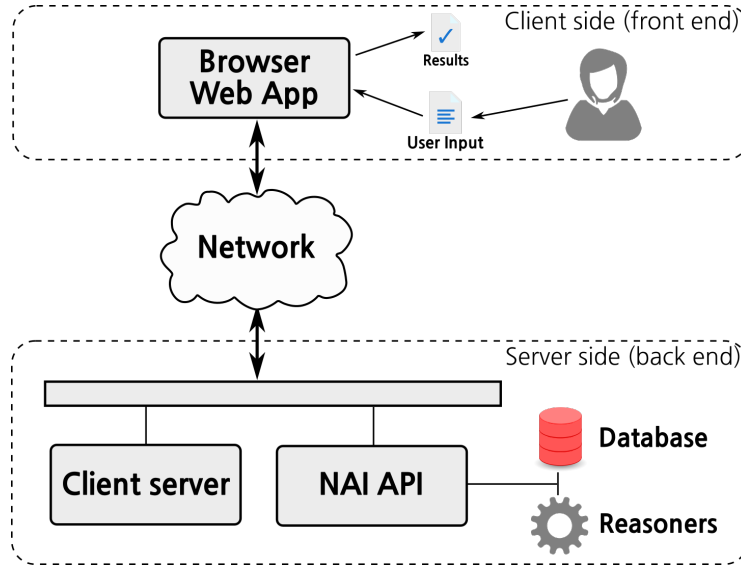 Client side (front end)
Browser
Web App
Results
User Input
Network
Server side (back end)
Client server
NAI API
Database
Reasoners